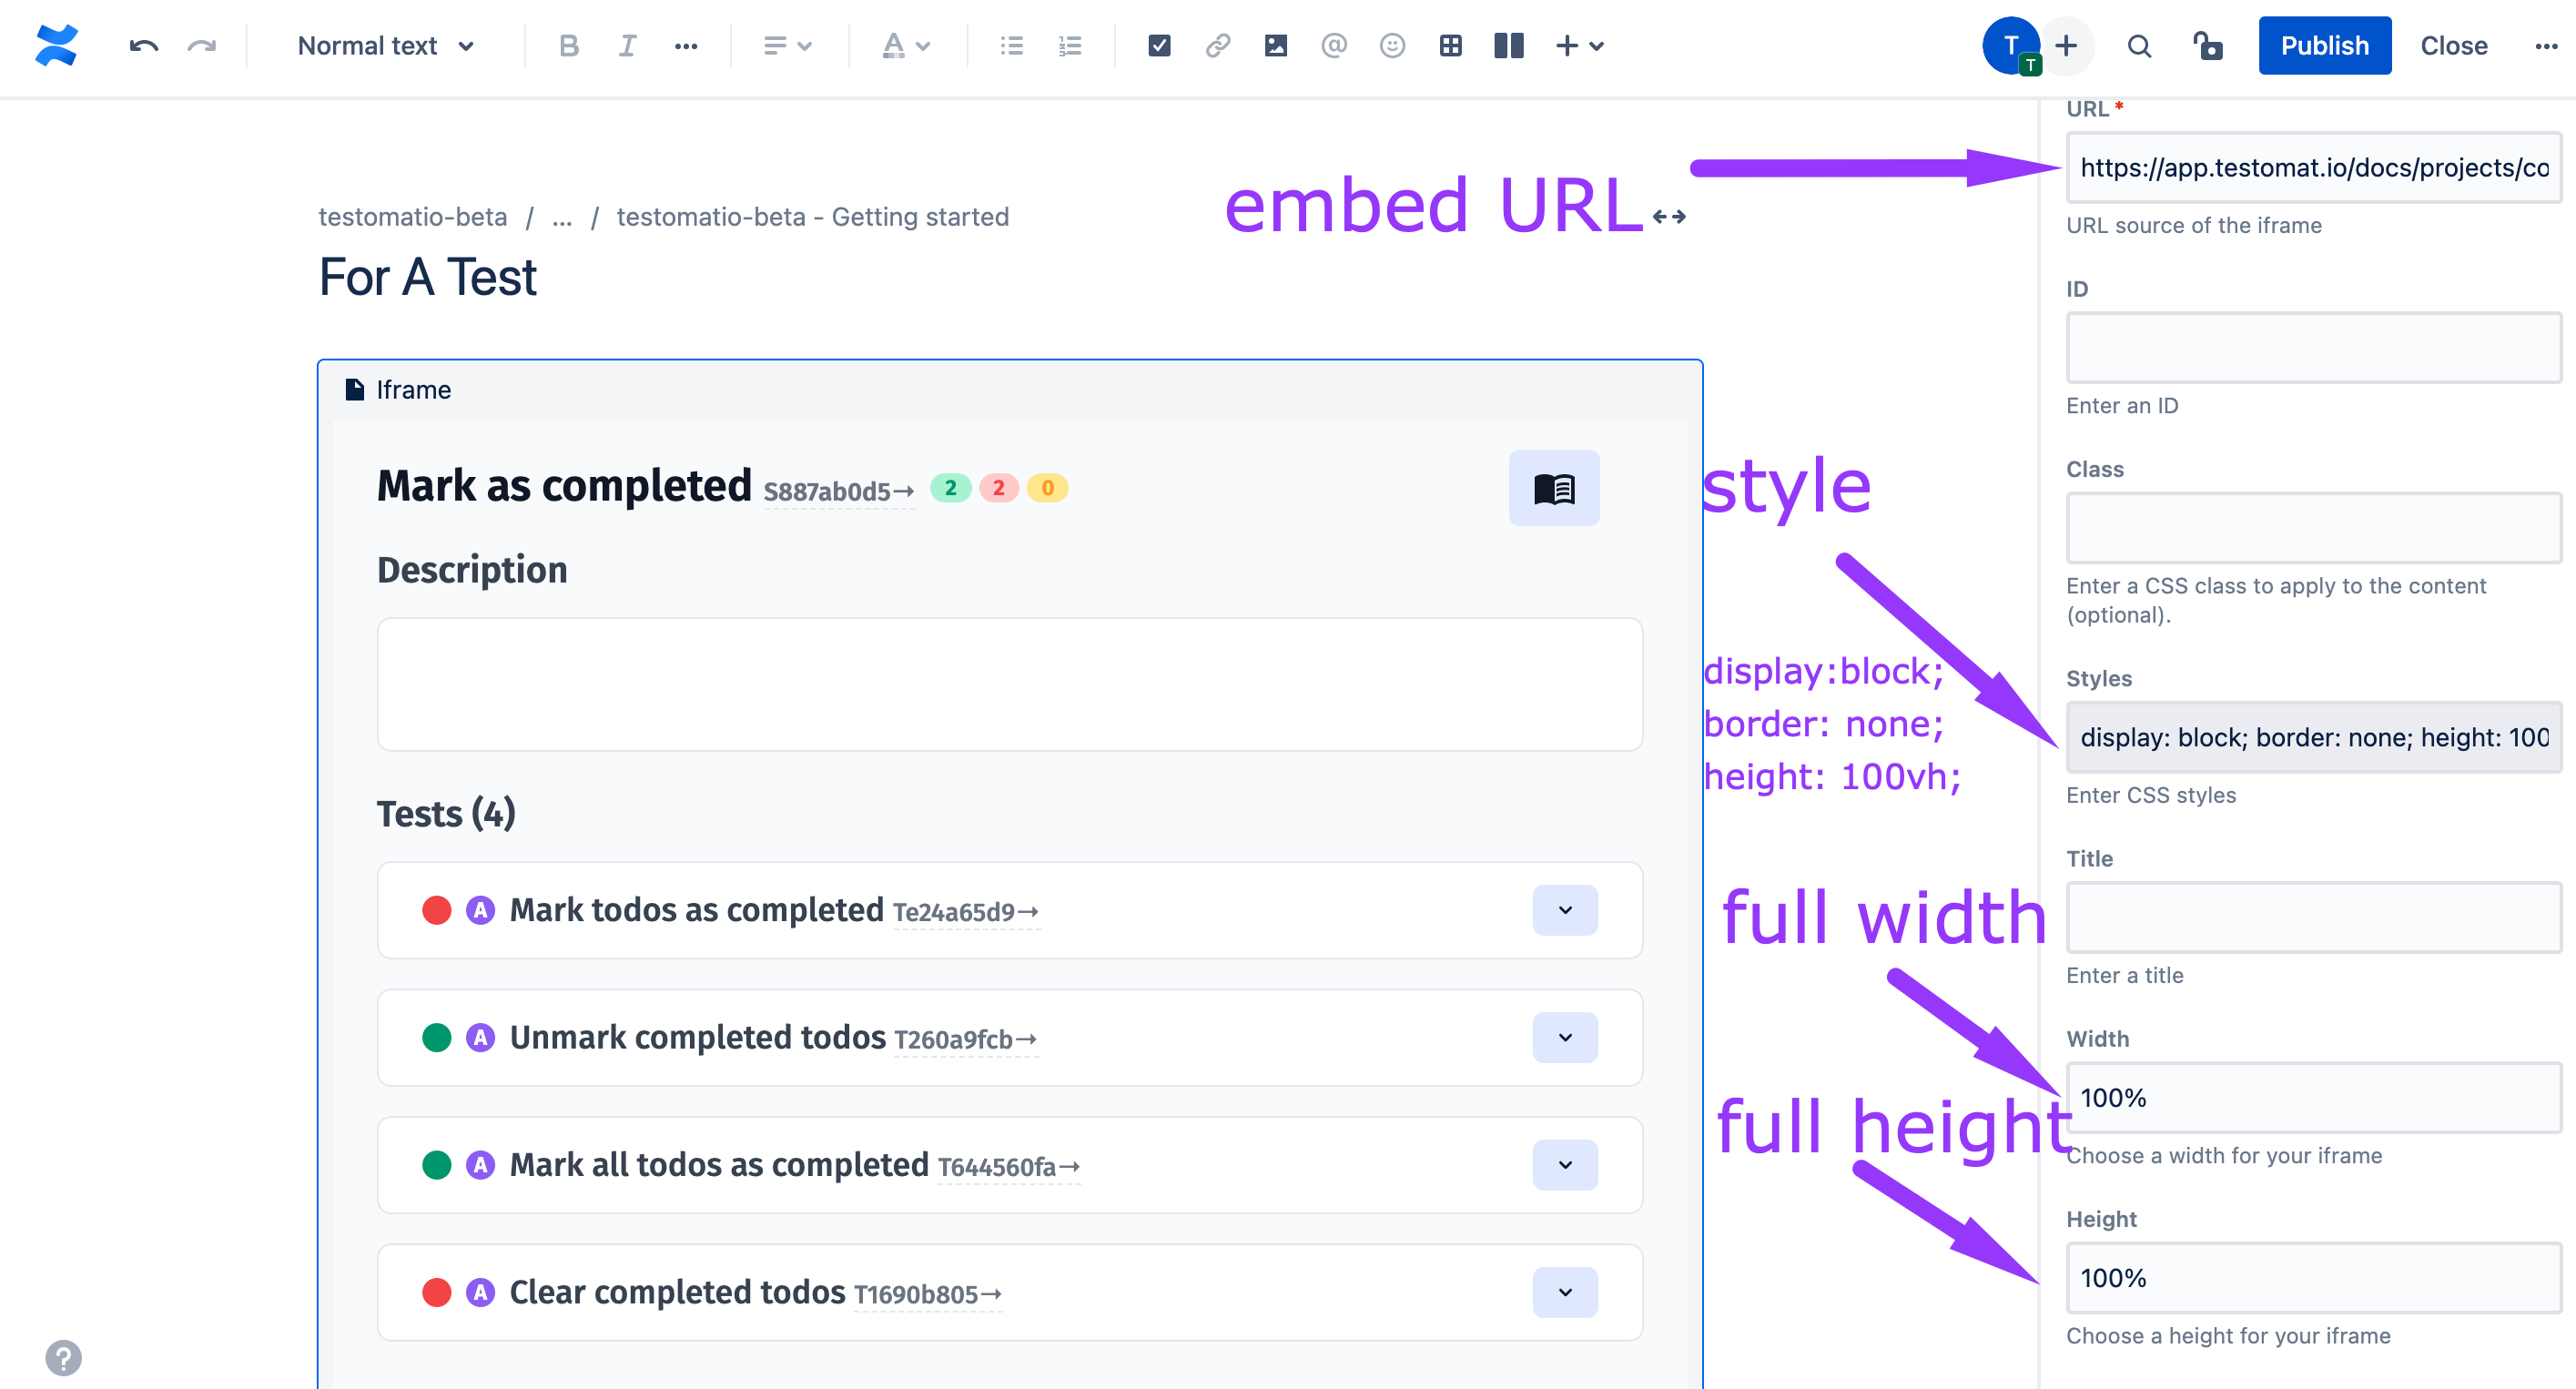 Normal text
B I
A
@
T
T
Publish
Close
testomatio-beta / ... / testomatio-beta - Getting started
For A Test
embed URL
Iframe
Mark as completed S887ab0d5→ 2 2 0
Description
Tests (4)
A Mark todos as completed Te24a65d9→
A Unmark completed todos T260a9fcb→
A Mark all todos as completed T644560fa→
A Clear completed todos T1690b805→
?
style
display:block;
border: none;
height: 100vh;
full width
full height
URL *
https://app.testomat.io/docs/projects/co
URL source of the iframe
ID
Enter an ID
Class
Enter a CSS class to apply to the content
(optional).
Styles
display: block; border: none; height: 100
Enter CSS styles
Title
Enter a title
Width
100%
Choose a width for your iframe
Height
100%
Choose a height for your iframe